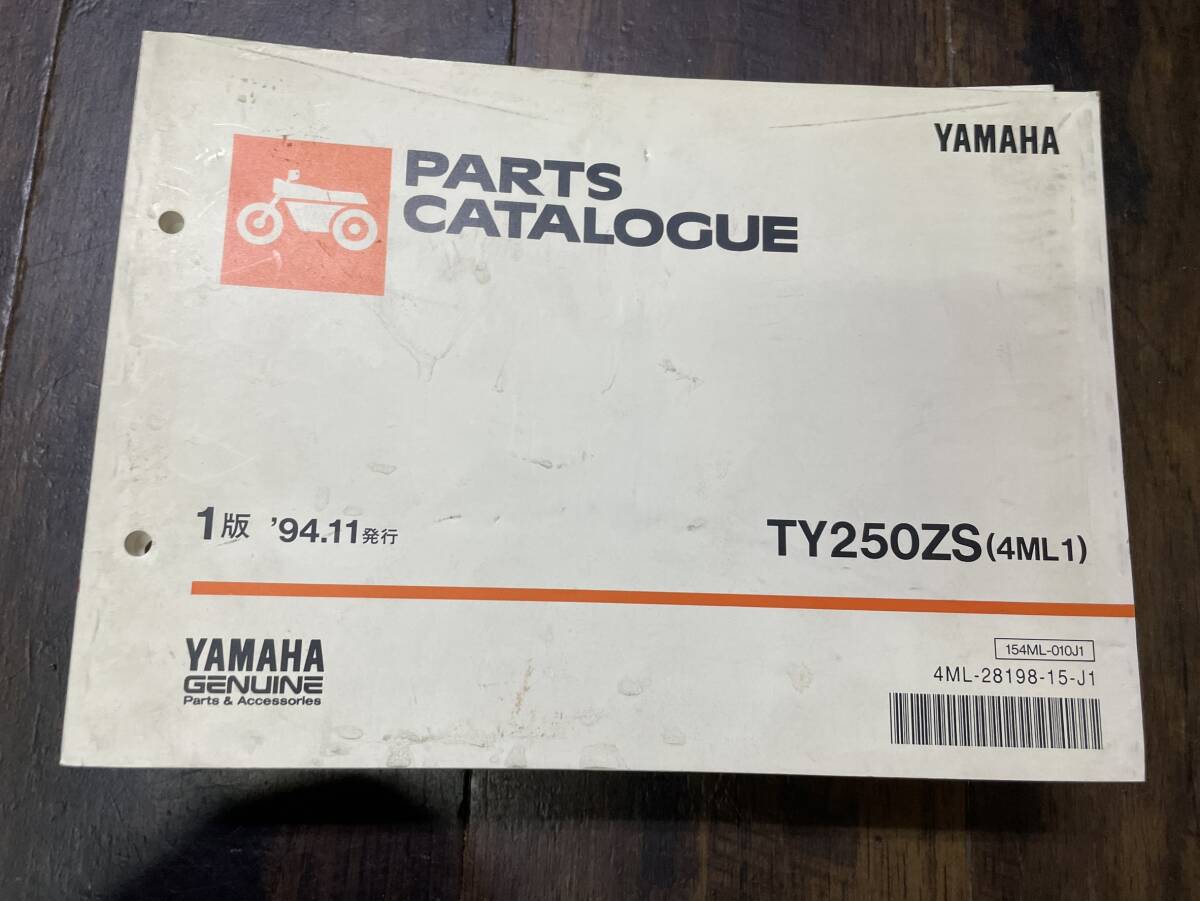 YAMAHA
PARTS
CATALOGUE
1版 '94.11発行
TY250ZS(4ML1)
YAMAHA
GENUINE
Parts & Accessories
154ML-010J1
4ML-28198-15-J1